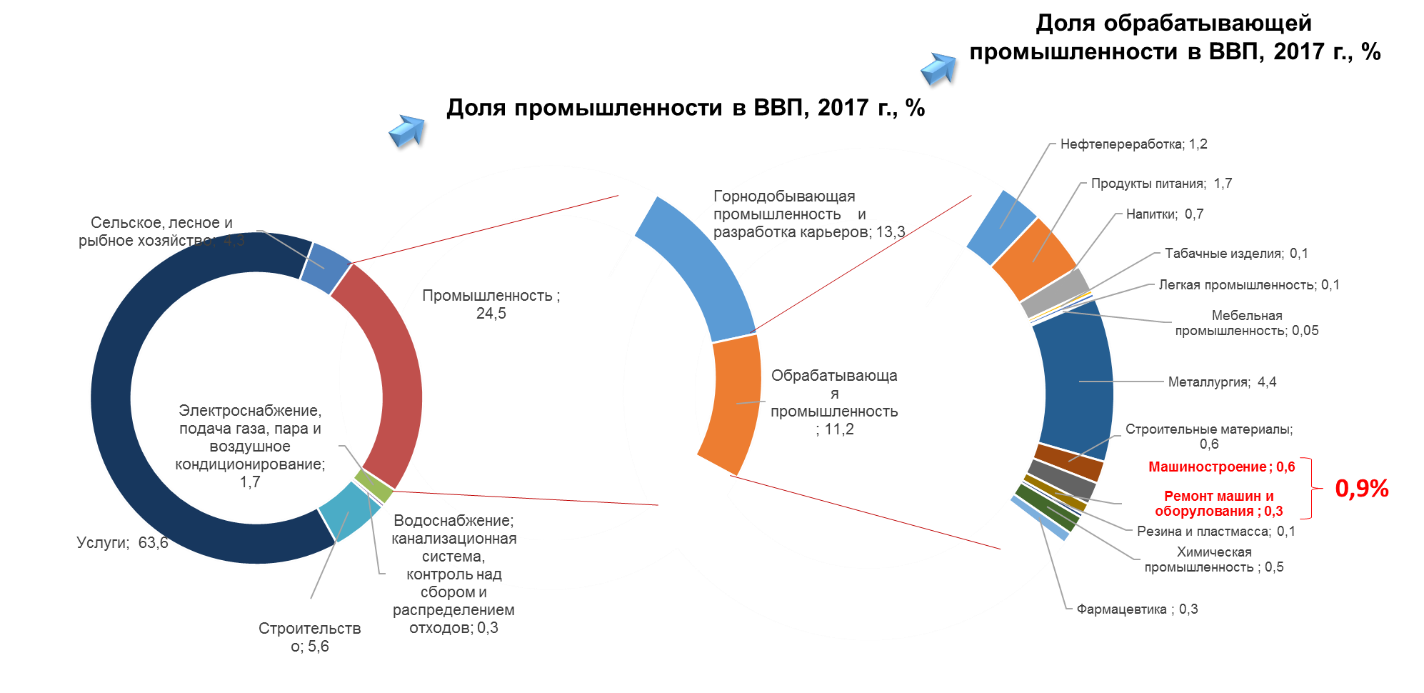 Доля обрабатывающей
промышленности в ВВП, 2017 г., %
Доля промышленности в ВВП, 2017 г., %
Сельское, лесное и
рыбное хозяйство; 4,3
Промышленность ;
24,5
Электроснабжение,
подача газа, пара и
воздушное
кондиционирование;
1,7
Услуги; 63,6
Строительств
о; 5,6
Водоснабжение;
канализационная
система,
контроль над
сбором и
распределением
отходов; 0,3
Горнодобывающая
промышленность и
разработка карьеров; 13,3
Обрабатывающа
я
промышленность
; 11,2
Нефтепереработка; 1,2
Продукты питания; 1,7
Напитки; 0,7
Табачные изделия; 0,1
Легкая промышленность; 0,1
Мебельная
промышленность; 0,05
Металлургия; 4,4
Строительные материалы;
0,6
Машиностроение ; 0,6
Ремонт машин и
оборулования ; 0,3
0,9%
Резина и пластмасса; 0,1
Химическая
промышленность ; 0,5
Фармацевтика ; 0,3